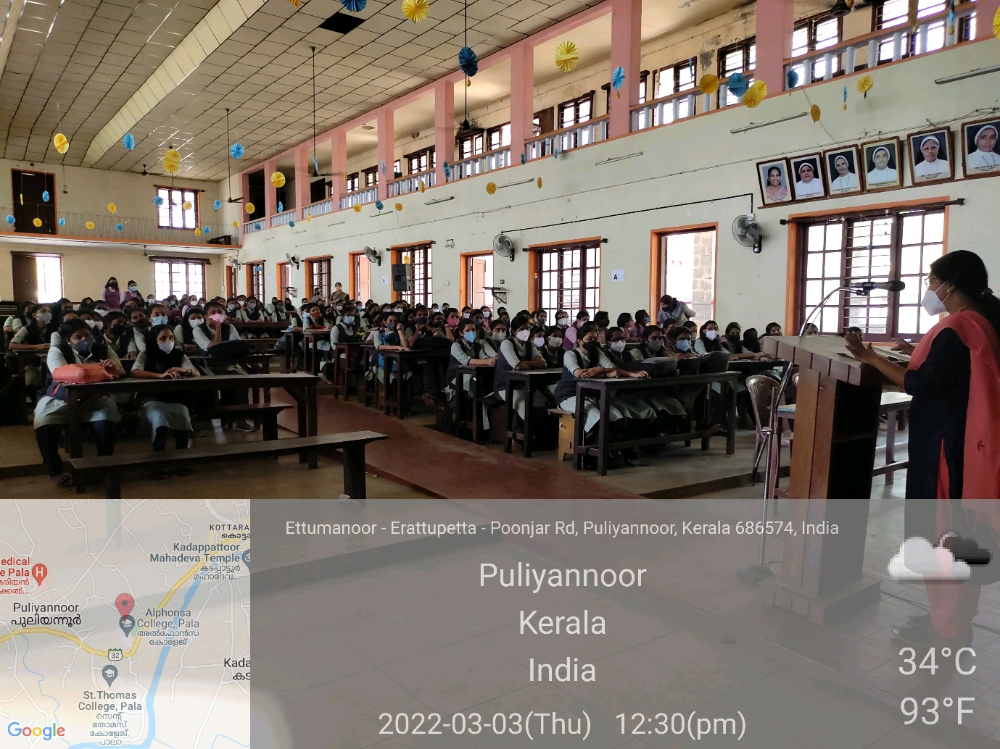 A
B
Ettumanoor - Erattupetta - Poonjar Rd, Puliyannoor, Kerala 686574, India
Puliyannoor
Kerala
India
2022-03-03(Thu) 12:30(pm)
34°C
93°F
KOTTARA
Kadappattoor
Mahadeva Temple
കടപ്പാട്ടൂർ
മഹാദേവ...
edical
e Pala
H
Puliyannoor
പുലിയന്നൂർ
Alphonsa
College, Pala
അൽഫോൻസ
കോളേജ്
32
Kada
കട
St.Thomas
College, Pala
സെന്റ്
തോമസ്
കോളേജ്,
പാലാ
Google